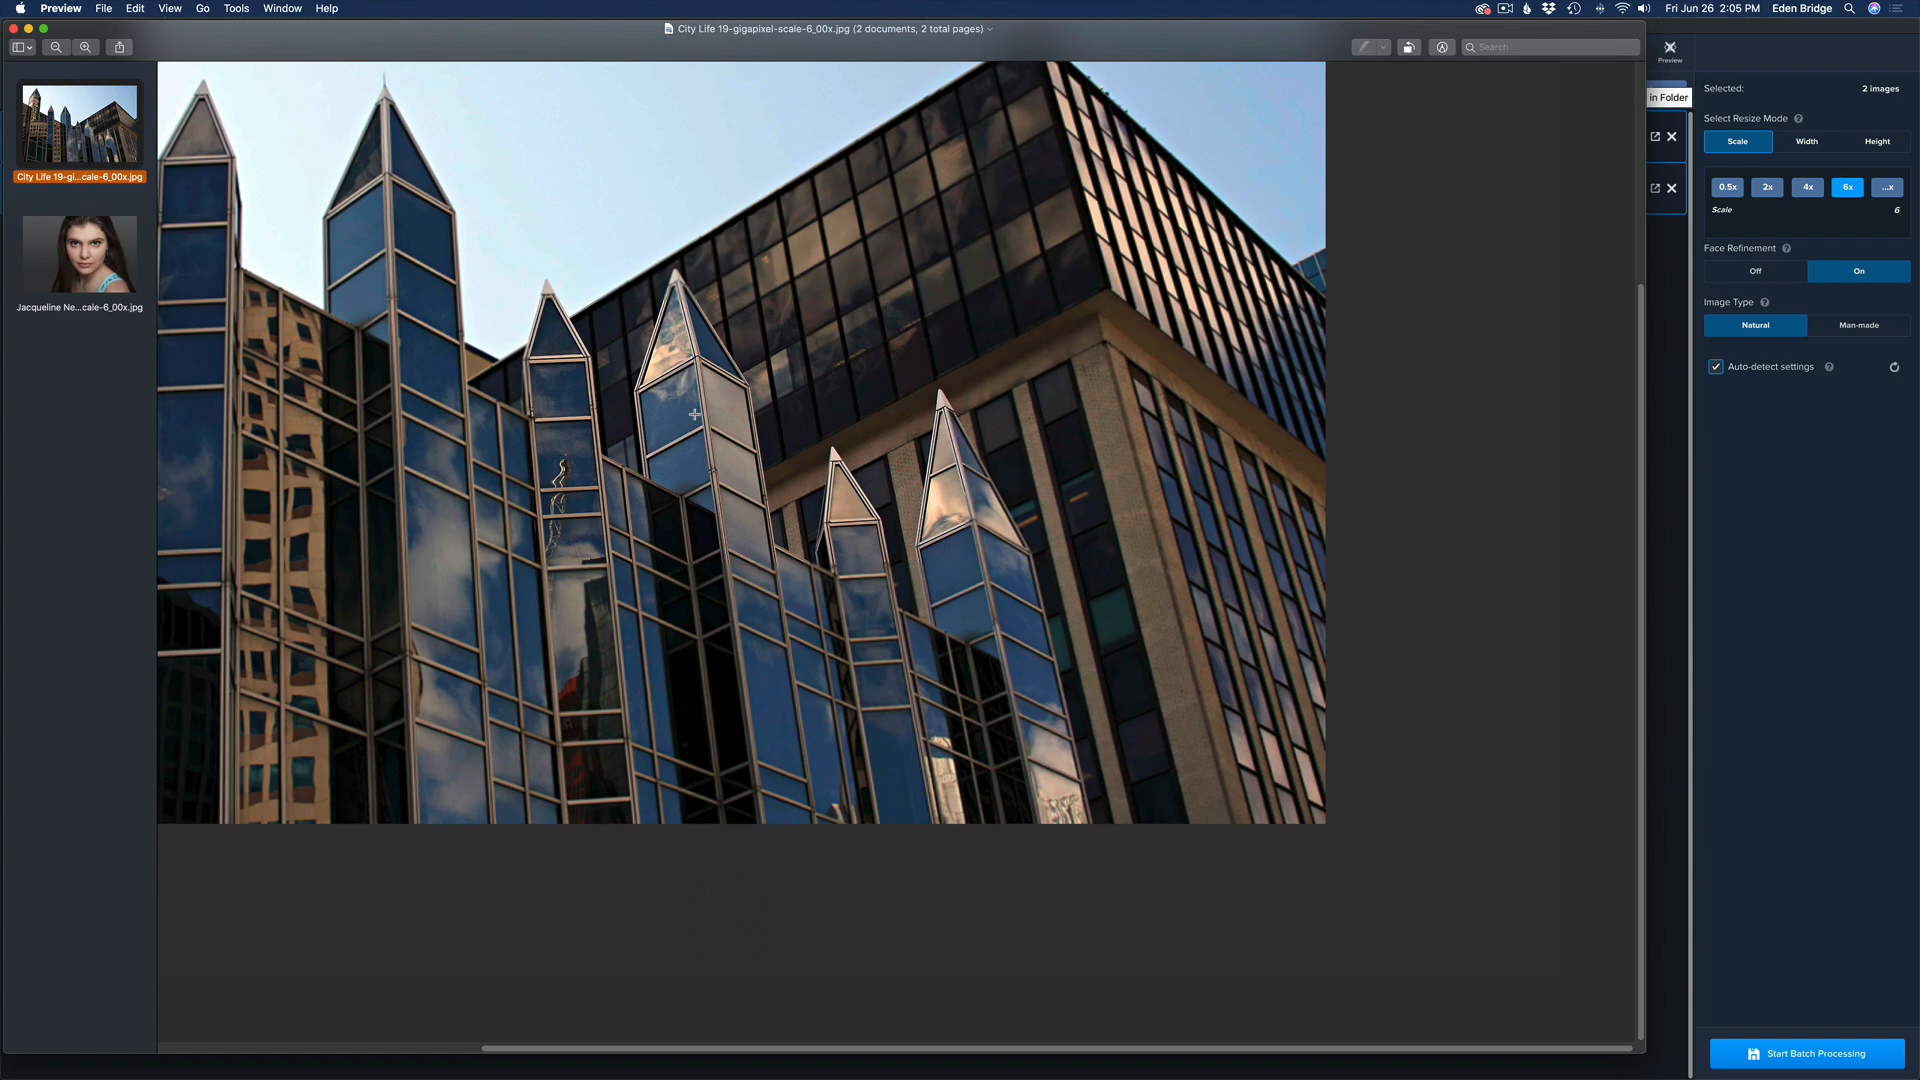 Preview File Edit View Go Tools Window Help
Fri Jun 26 2:05 PM Eden Bridge
City Life 19-gigapixel-scale-6_00x.jpg (2 documents, 2 total pages)
Search
Preview
in Folder
City Life 19-gi...cale-6_00x.jpg
Jacqueline Ne...cale-6_00x.jpg
Selected: 2 images
Select Resize Mode
Scale Width Height
0.5x 2x 4x 6x ...x
Scale 6
Face Refinement
Off On
Image Type
Natural Man-made
Auto-detect settings
Start Batch Processing